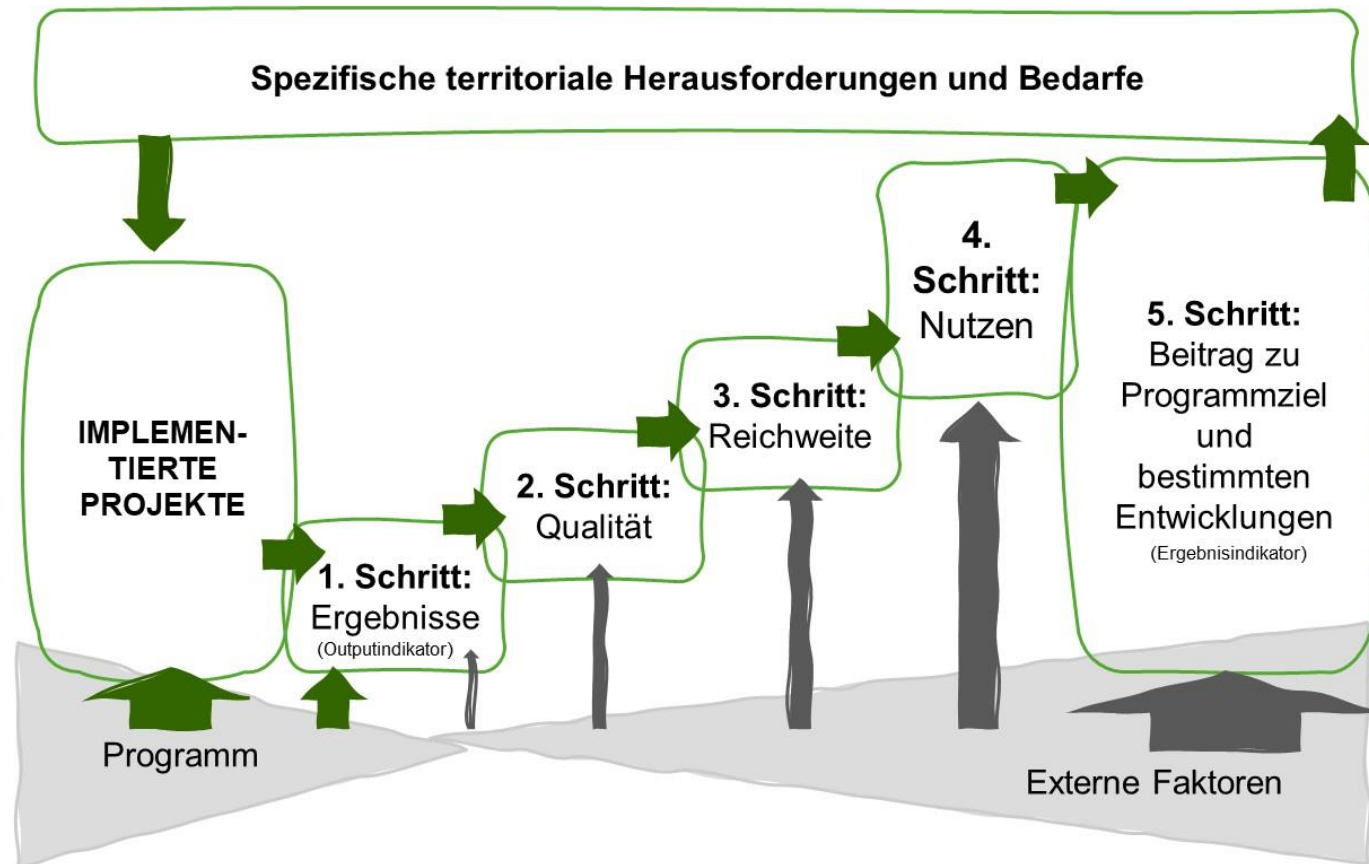 Spezifische territoriale Herausforderungen und Bedarfe
IMPLEMEN-
TIERTE
PROJEKTE
1. Schritt:
Ergebnisse
(Outputindikator)
2. Schritt:
Qualität
3. Schritt:
Reichweite
4.
Schritt:
Nutzen
5. Schritt:
Beitrag zu
Programmziel
und
bestimmten
Entwicklungen
(Ergebnisindikator)
Programm
Externe Faktoren